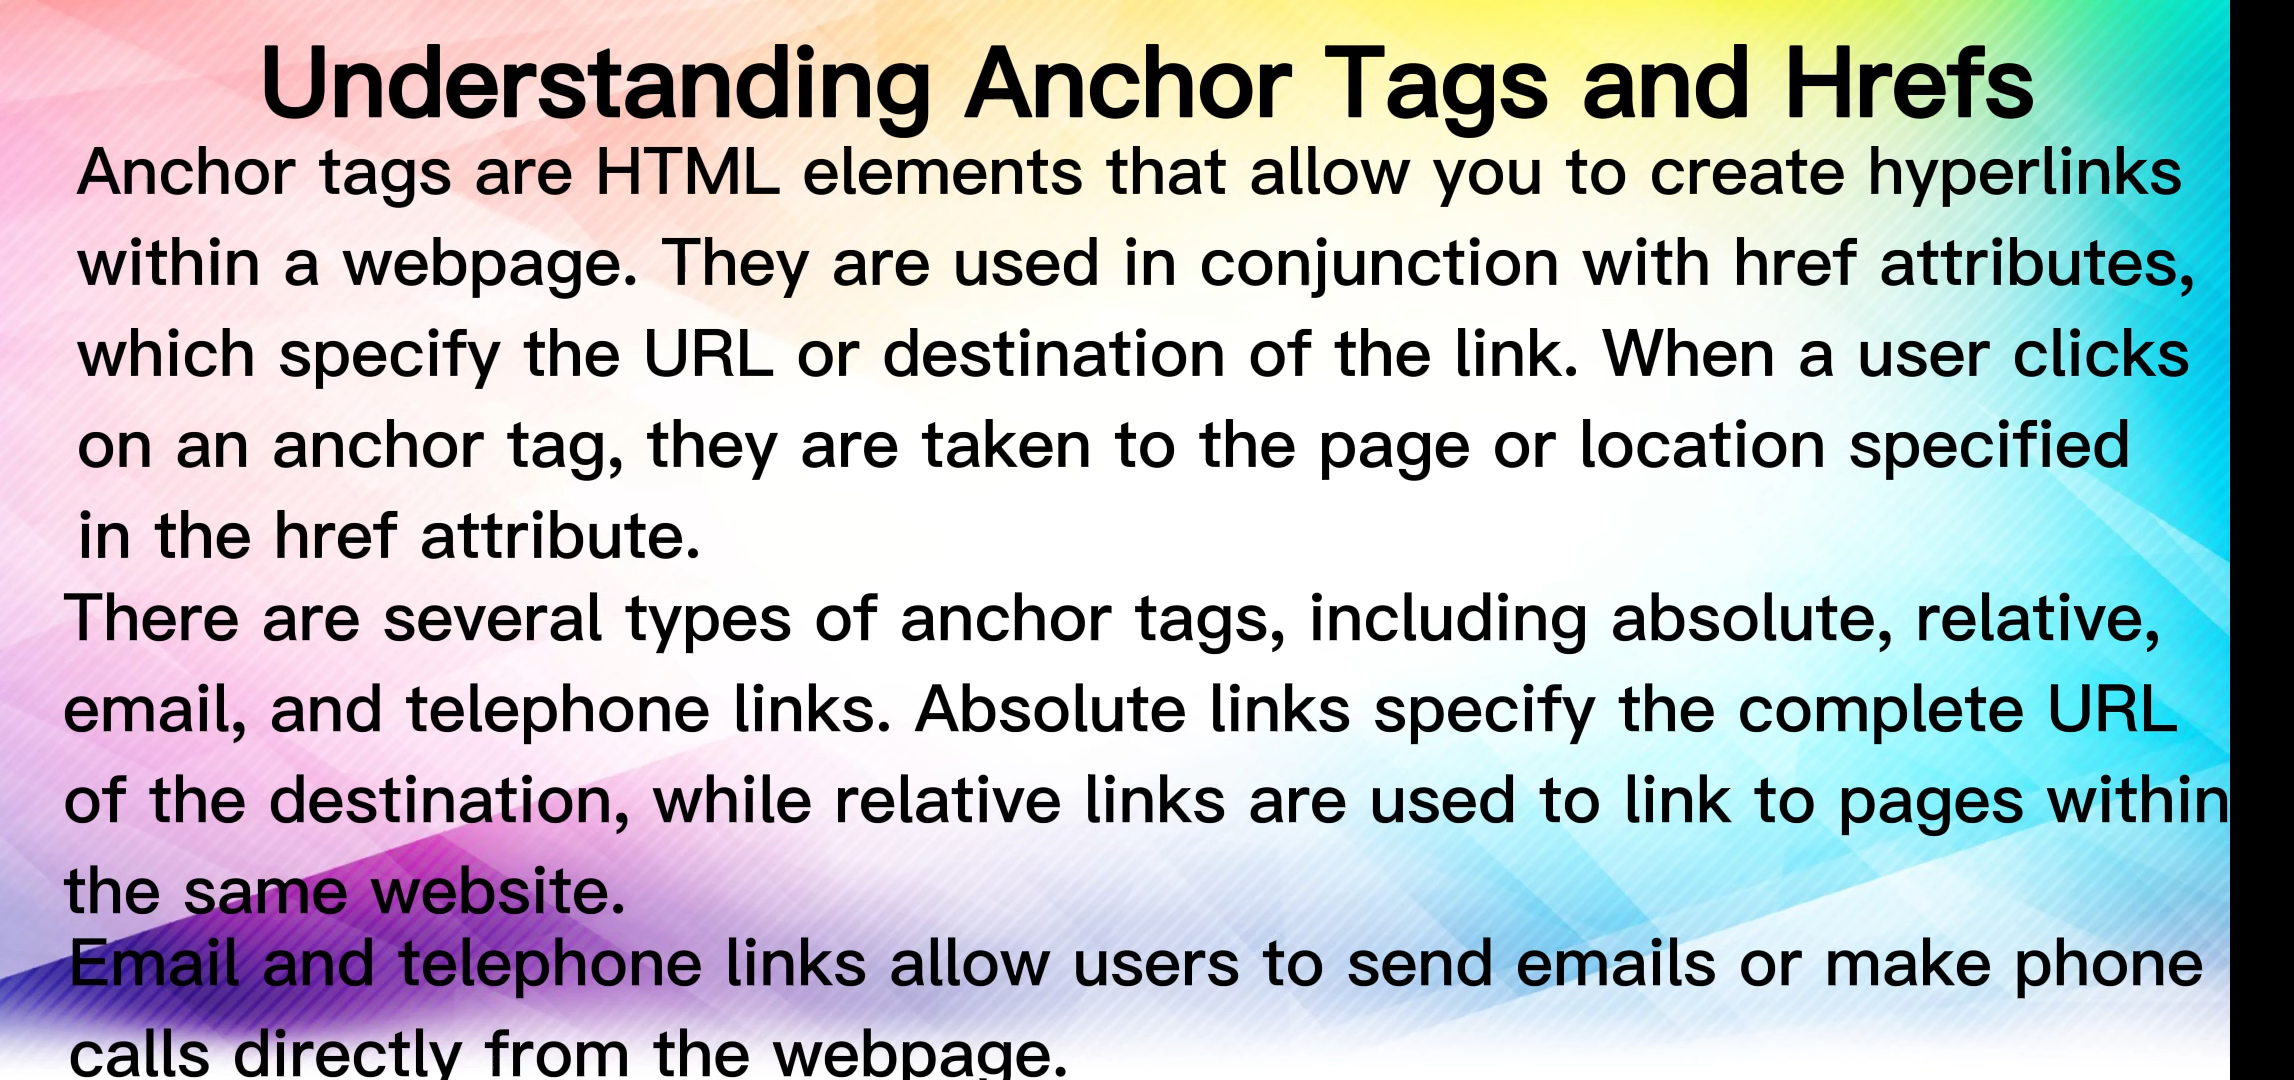 Understanding Anchor Tags and Hrefs
Anchor tags are HTML elements that allow you to create hyperlinks
within a webpage. They are used in conjunction with href attributes,
which specify the URL or destination of the link. When a user clicks
on an anchor tag, they are taken to the page or location specified
in the href attribute.
There are several types of anchor tags, including absolute, relative,
email, and telephone links. Absolute links specify the complete URL
of the destination, while relative links are used to link to pages within
the same website.
Email and telephone links allow users to send emails or make phone
calls directly from the webpage.